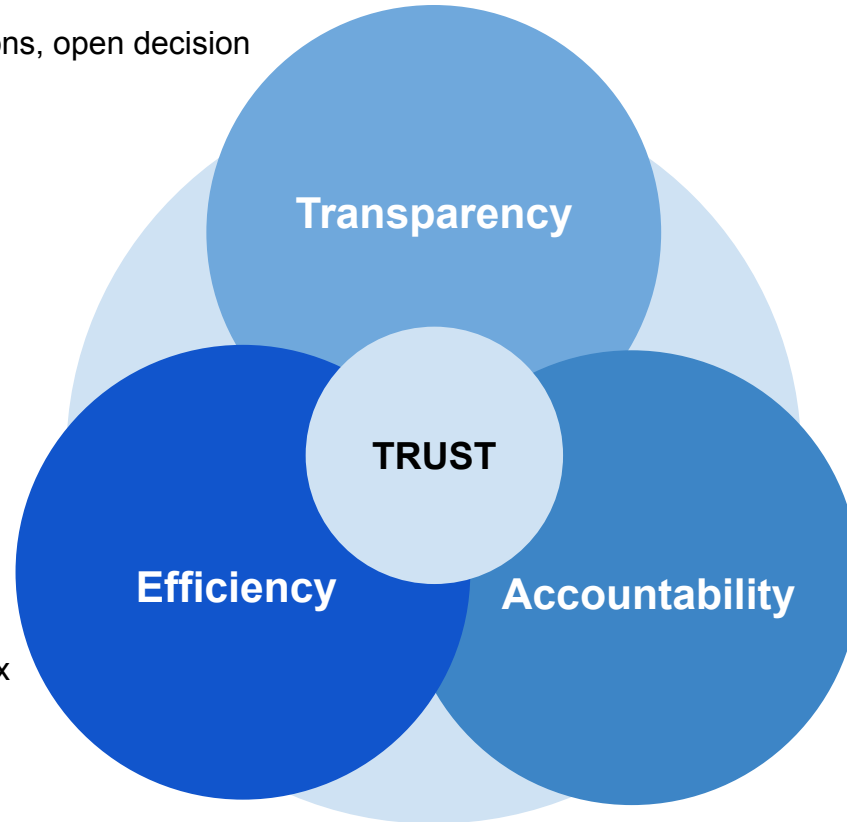 ons, open decision
Transparency
TRUST
Efficiency
Accountability
x